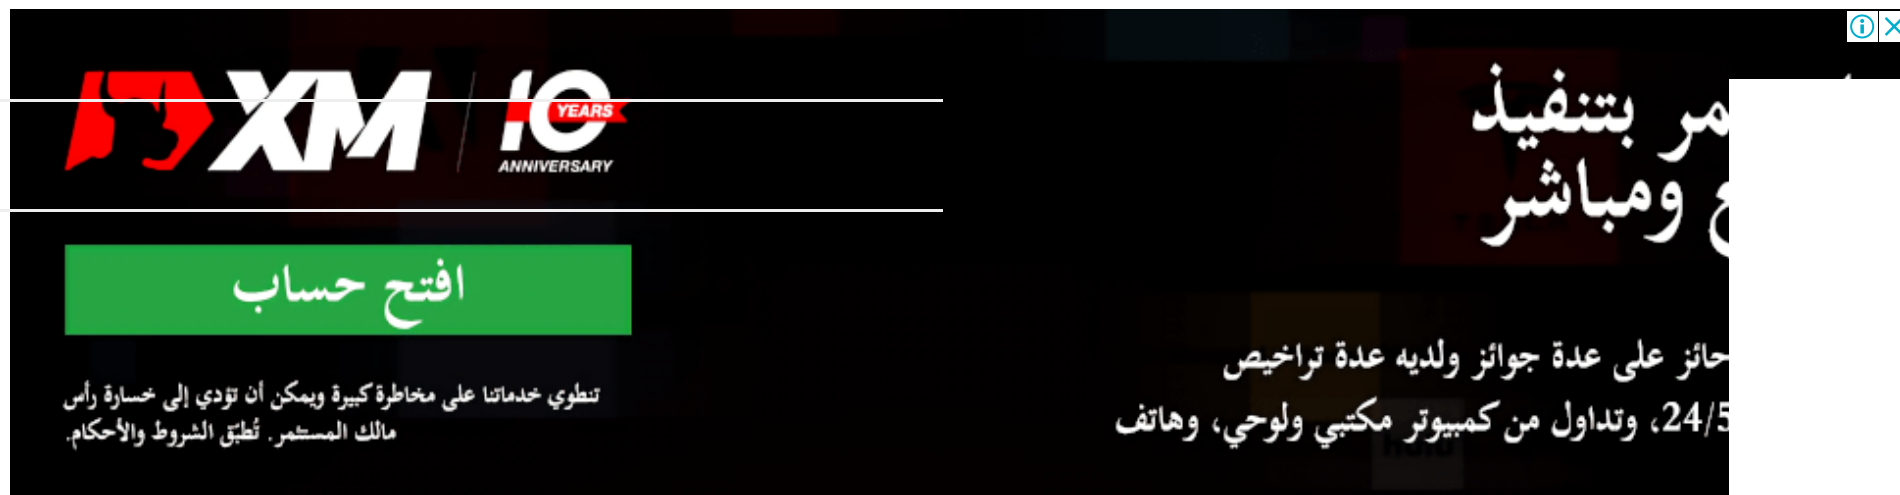 XM
10
YEARS
ANNIVERSARY
بتنفيذ
ومباشر
افتح حساب
حائز على عدة جوائز ولديه عدة تراخيص
24/5، وتداول من كمبيوتر مكتبي ولوحي، وهاتف
تنطوي خدماتنا على مخاطرة كبيرة ويمكن أن تؤدي إلى خسارة رأس
مالك المستثمر. تُطبّق الشروط والأحكام.